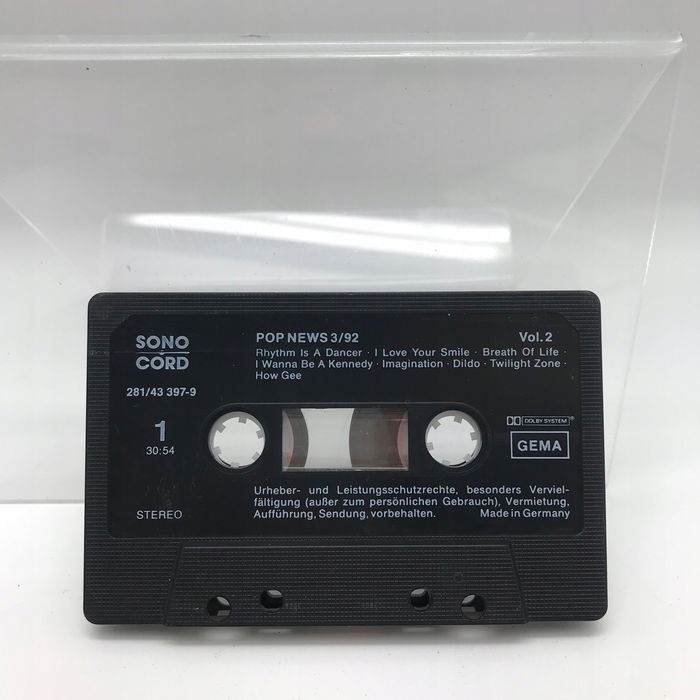 SONO
CORD
281/43 397-9
POP NEWS 3/92 Vol. 2
Rhythm Is A Dancer · I Love Your Smile · Breath Of Life ·
I Wanna Be A Kennedy · Imagination · Dildo · Twilight Zone ·
How Gee
1
30:54
DOLBY SYSTEM®
GEMA
STEREO
Urheber- und Leistungsschutzrechte, besonders Verviel-
fältigung (außer zum persönlichen Gebrauch), Vermietung,
Aufführung, Sendung, vorbehalten. Made in Germany